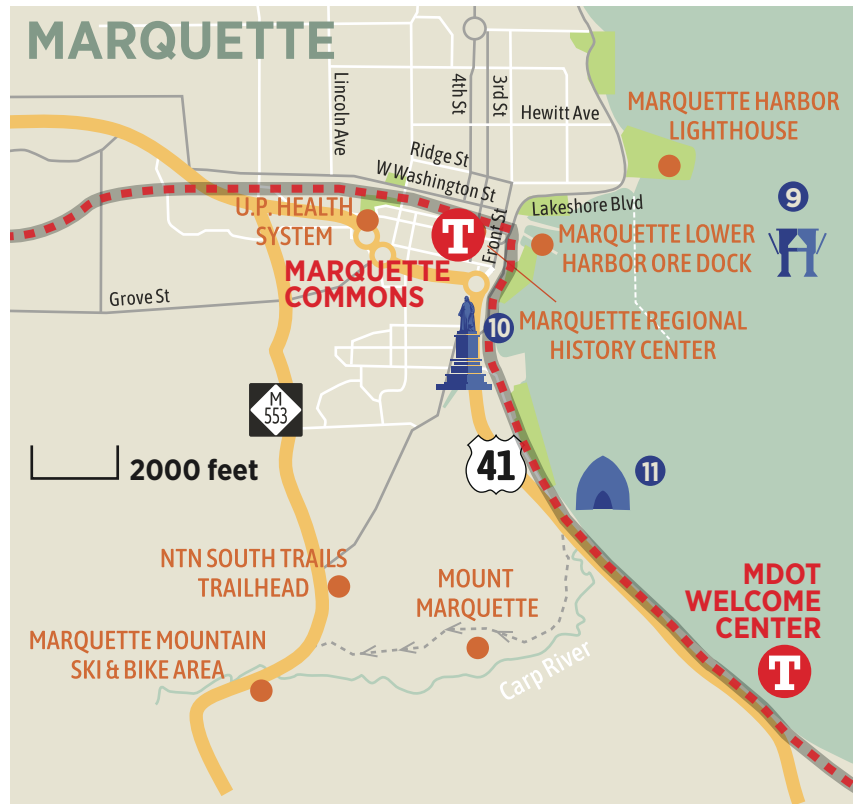 MARQUETTE
Lincoln Ave
4th St
3rd St
Hewitt Ave
MARQUETTE HARBOR
LIGHTHOUSE
Ridge St
W Washington St
Lakeshore Blvd
9
U.P. HEALTH
SYSTEM
T
Front St
MARQUETTE LOWER
HARBOR ORE DOCK
MARQUETTE
COMMONS
Grove St
10
MARQUETTE REGIONAL
HISTORY CENTER
M
553
2000 feet
41
11
NTN SOUTH TRAILS
TRAILHEAD
MOUNT
MARQUETTE
MDOT
WELCOME
CENTER
T
MARQUETTE MOUNTAIN
SKI & BIKE AREA
Carp River